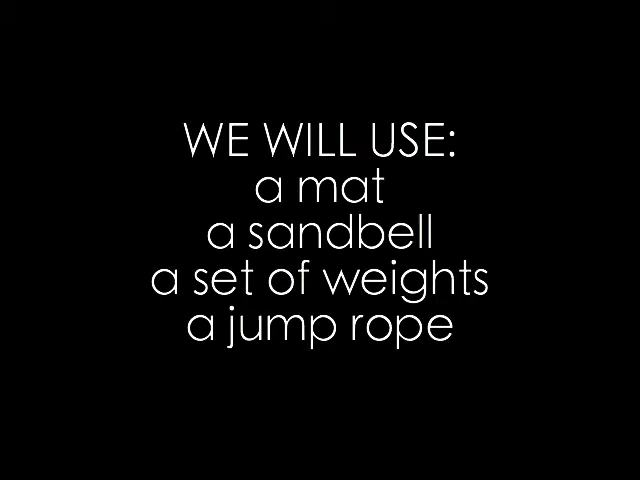 WE WILL USE:
a mat
a sandbell
a set of weights
a jump rope